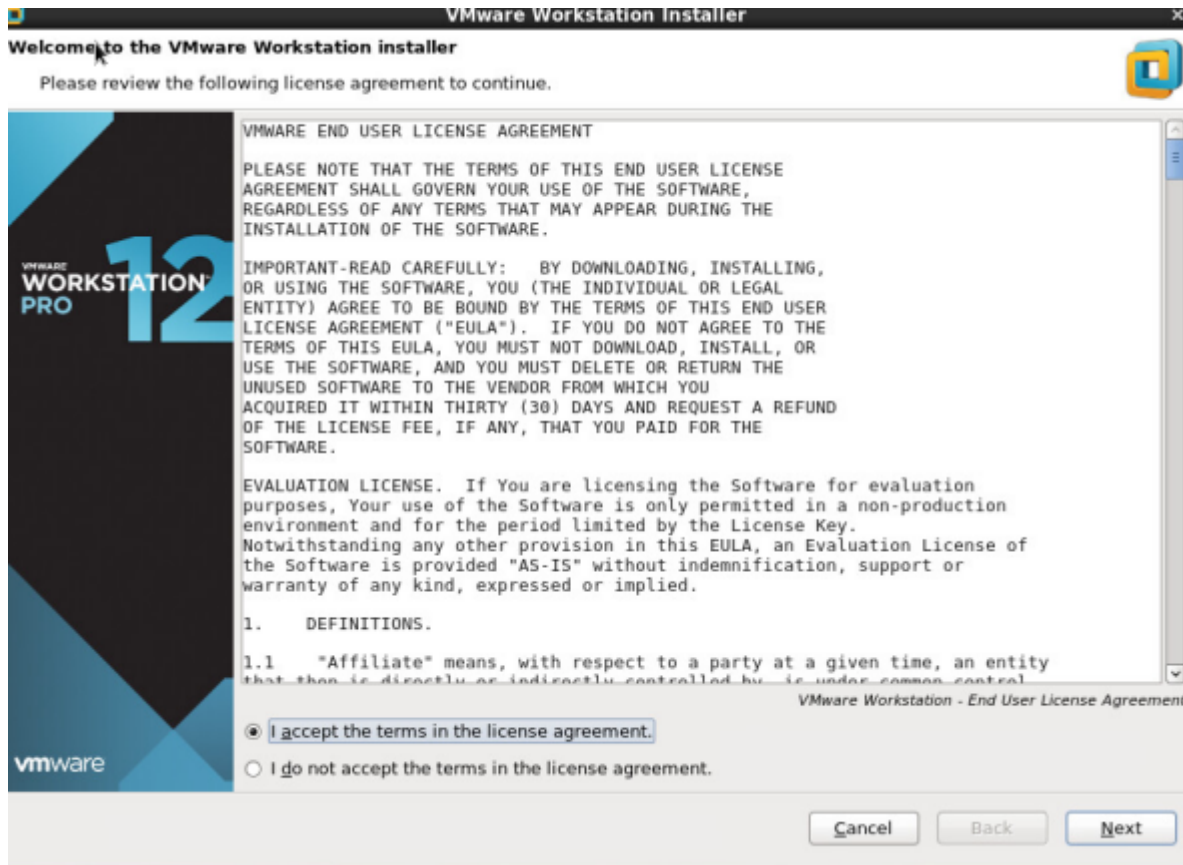 VMware Workstation Installer
Welcome to the VMware Workstation installer
Please review the following license agreement to continue.
VMWARE
WORKSTATION
PRO
12
vmware
VMWARE END USER LICENSE AGREEMENT
PLEASE NOTE THAT THE TERMS OF THIS END USER LICENSE
AGREEMENT SHALL GOVERN YOUR USE OF THE SOFTWARE,
REGARDLESS OF ANY TERMS THAT MAY APPEAR DURING THE
INSTALLATION OF THE SOFTWARE.
IMPORTANT-READ CAREFULLY:   BY DOWNLOADING, INSTALLING,
OR USING THE SOFTWARE, YOU (THE INDIVIDUAL OR LEGAL
ENTITY) AGREE TO BE BOUND BY THE TERMS OF THIS END USER
LICENSE AGREEMENT ("EULA").  IF YOU DO NOT AGREE TO THE
TERMS OF THIS EULA, YOU MUST NOT DOWNLOAD, INSTALL, OR
USE THE SOFTWARE, AND YOU MUST DELETE OR RETURN THE
UNUSED SOFTWARE TO THE VENDOR FROM WHICH YOU
ACQUIRED IT WITHIN THIRTY (30) DAYS AND REQUEST A REFUND
OF THE LICENSE FEE, IF ANY, THAT YOU PAID FOR THE
SOFTWARE.
EVALUATION LICENSE.  If You are licensing the Software for evaluation
purposes, Your use of the Software is only permitted in a non-production
environment and for the period limited by the License Key.
Notwithstanding any other provision in this EULA, an Evaluation License of
the Software is provided "AS-IS" without indemnification, support or
warranty of any kind, expressed or implied.
1.    DEFINITIONS.
1.1    "Affiliate" means, with respect to a party at a given time, an entity
that then is directly or indirectly controlled by, is under common control
VMware Workstation - End User License Agreement
I accept the terms in the license agreement.
I do not accept the terms in the license agreement.
Cancel
Back
Next